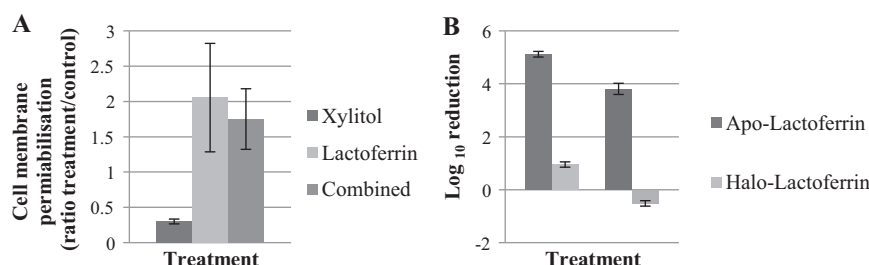 A
Cell membrane
permiabilisation
(ratio treatment/control)
3
2.5
2
1.5
1
0.5
0
Treatment
Xylitol
Lactoferrin
Combined
B
Log 10 reduction
6
4
2
0
-2
Treatment
Apo-Lactoferrin
Halo-Lactoferrin